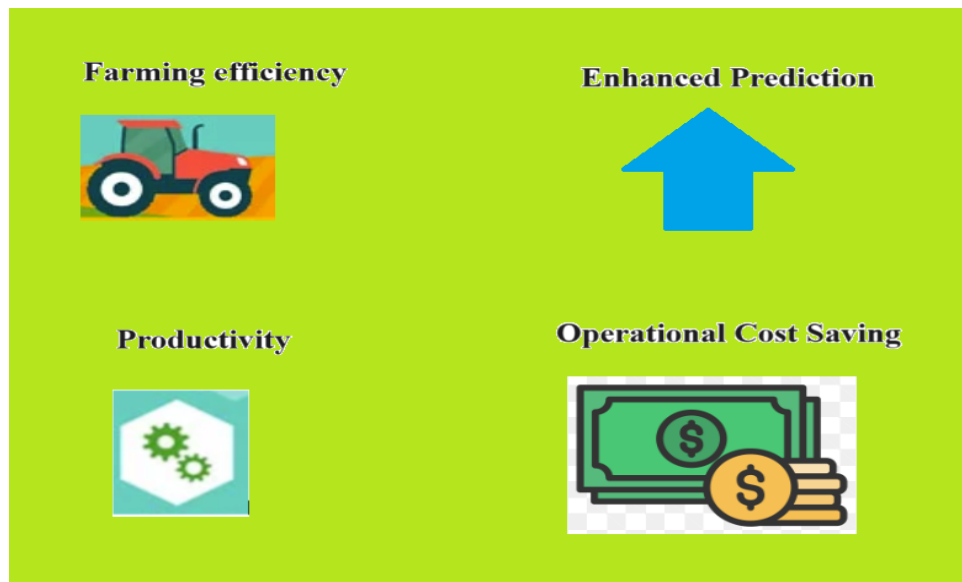 Farming efficiency
Enhanced Prediction
Productivity
Operational Cost Saving
$
$